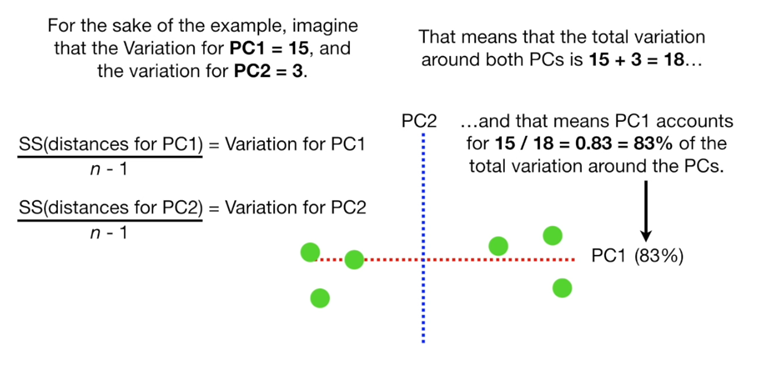 For the sake of the example, imagine
that the Variation for PC1 = 15, and
the variation for PC2 = 3.
That means that the total variation
around both PCs is 15 + 3 = 18…
SS(distances for PC1) = Variation for PC1
n - 1
SS(distances for PC2) = Variation for PC2
n - 1
PC2
…and that means PC1 accounts
for 15 / 18 = 0.83 = 83% of the
total variation around the PCs.
PC1 (83%)